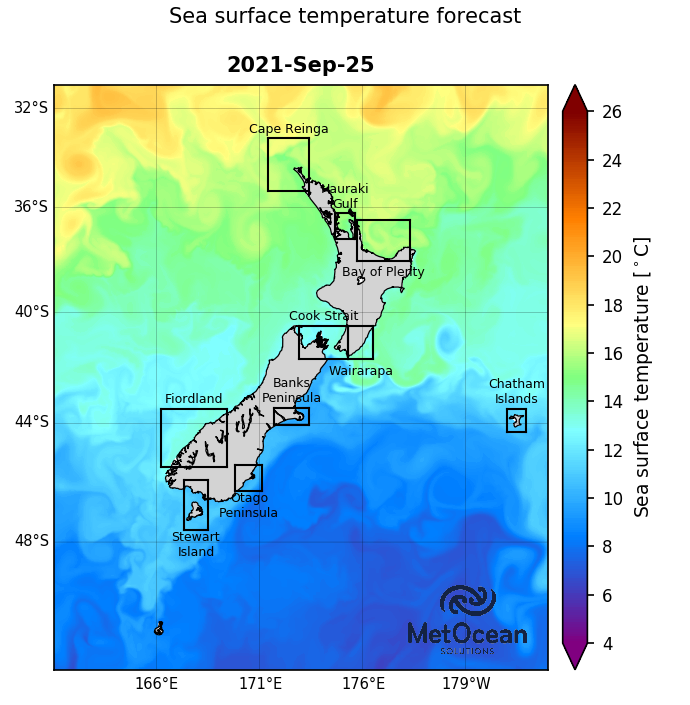 Sea surface temperature forecast
2021-Sep-25
32°S
36°S
40°S
44°S
48°S
166°E
171°E
176°E
179°W
Cape Reinga
Hauraki
Gulf
Bay of Plenty
Cook Strait
Wairarapa
Banks
Peninsula
Fiordland
Chatham
Islands
Otago
Peninsula
Stewart
Island
MetOcean
SOLUTIONS
26
24
22
20
18
16
14
12
10
8
6
4
Sea surface temperature [°C]